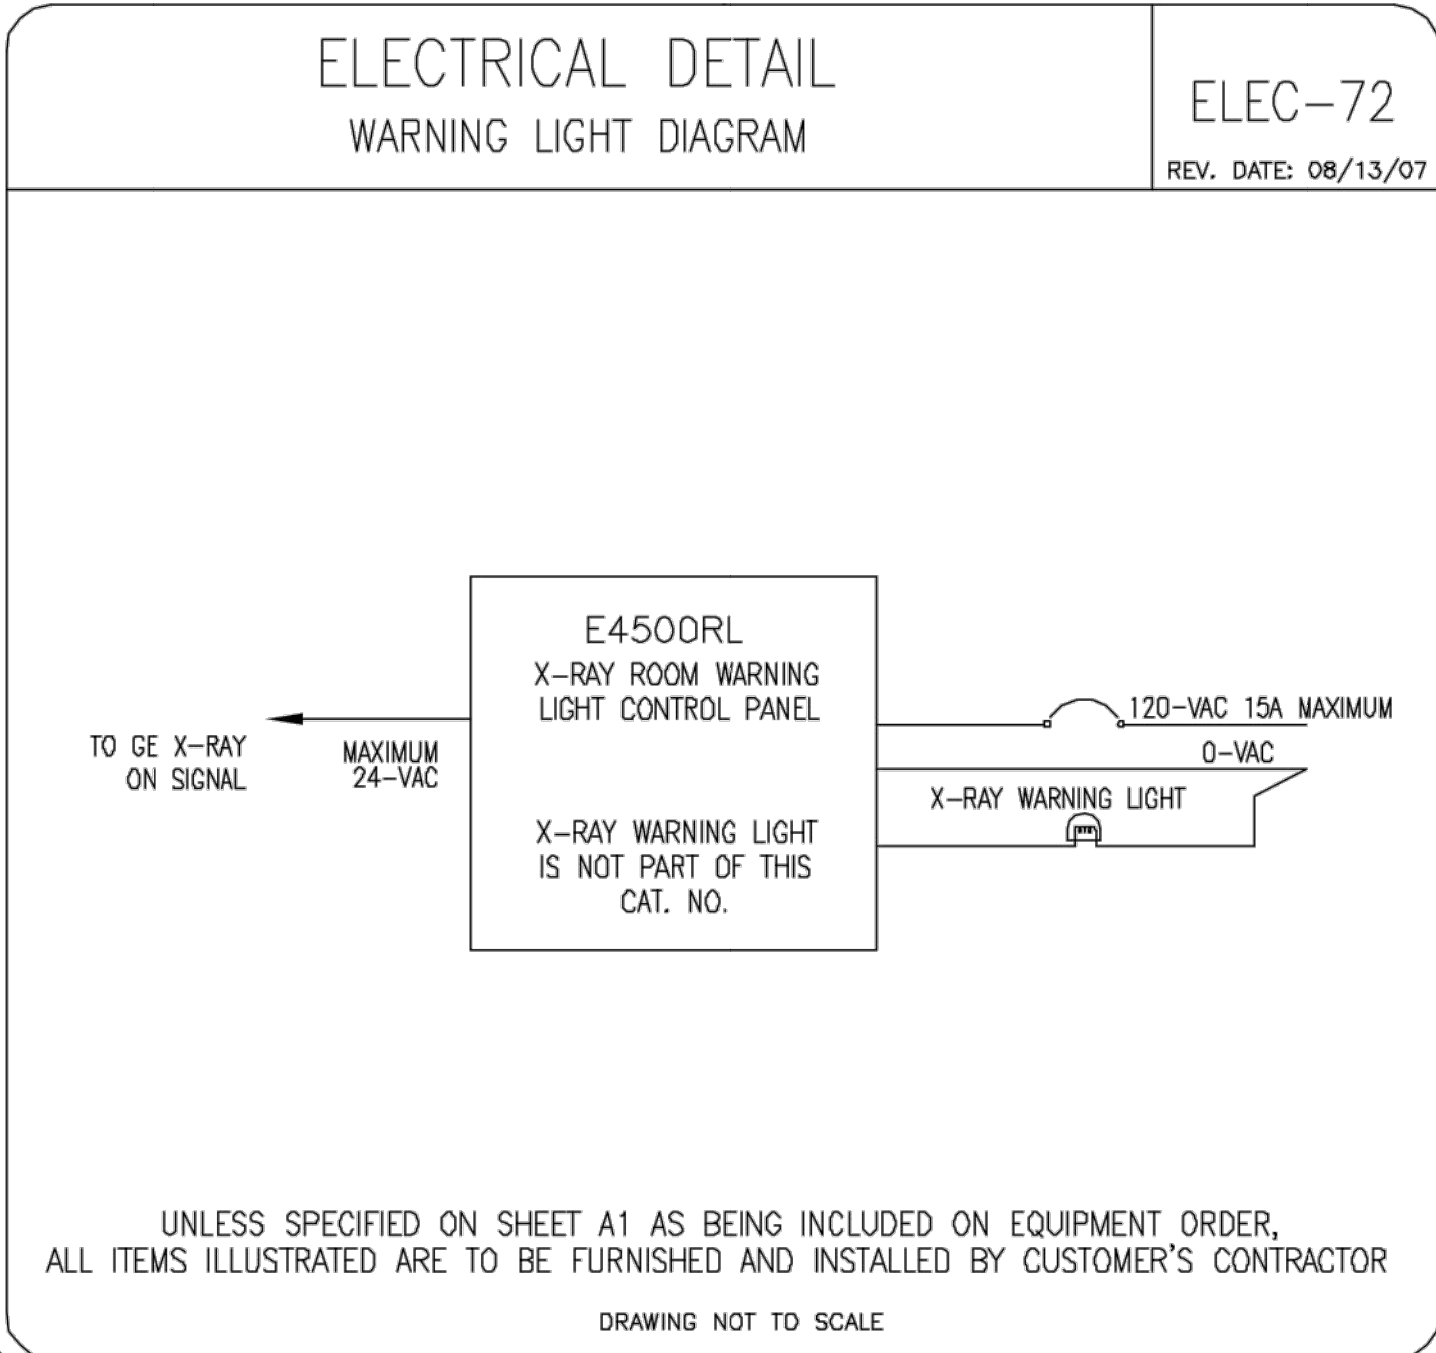 ELECTRICAL DETAIL
WARNING LIGHT DIAGRAM
ELEC-72
REV. DATE: 08/13/07
E4500RL
X-RAY ROOM WARNING
LIGHT CONTROL PANEL
TO GE X-RAY
ON SIGNAL
MAXIMUM
24-VAC
120-VAC 15A MAXIMUM
0-VAC
X-RAY WARNING LIGHT
X-RAY WARNING LIGHT
IS NOT PART OF THIS
CAT. NO.
UNLESS SPECIFIED ON SHEET A1 AS BEING INCLUDED ON EQUIPMENT ORDER,
ALL ITEMS ILLUSTRATED ARE TO BE FURNISHED AND INSTALLED BY CUSTOMER'S CONTRACTOR
DRAWING NOT TO SCALE